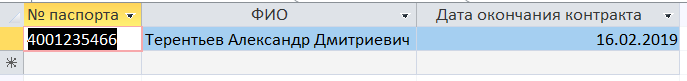 № паспорта ФИО Дата окончания контракта
4001235466 Терентьев Александр Дмитриевич 16.02.2019